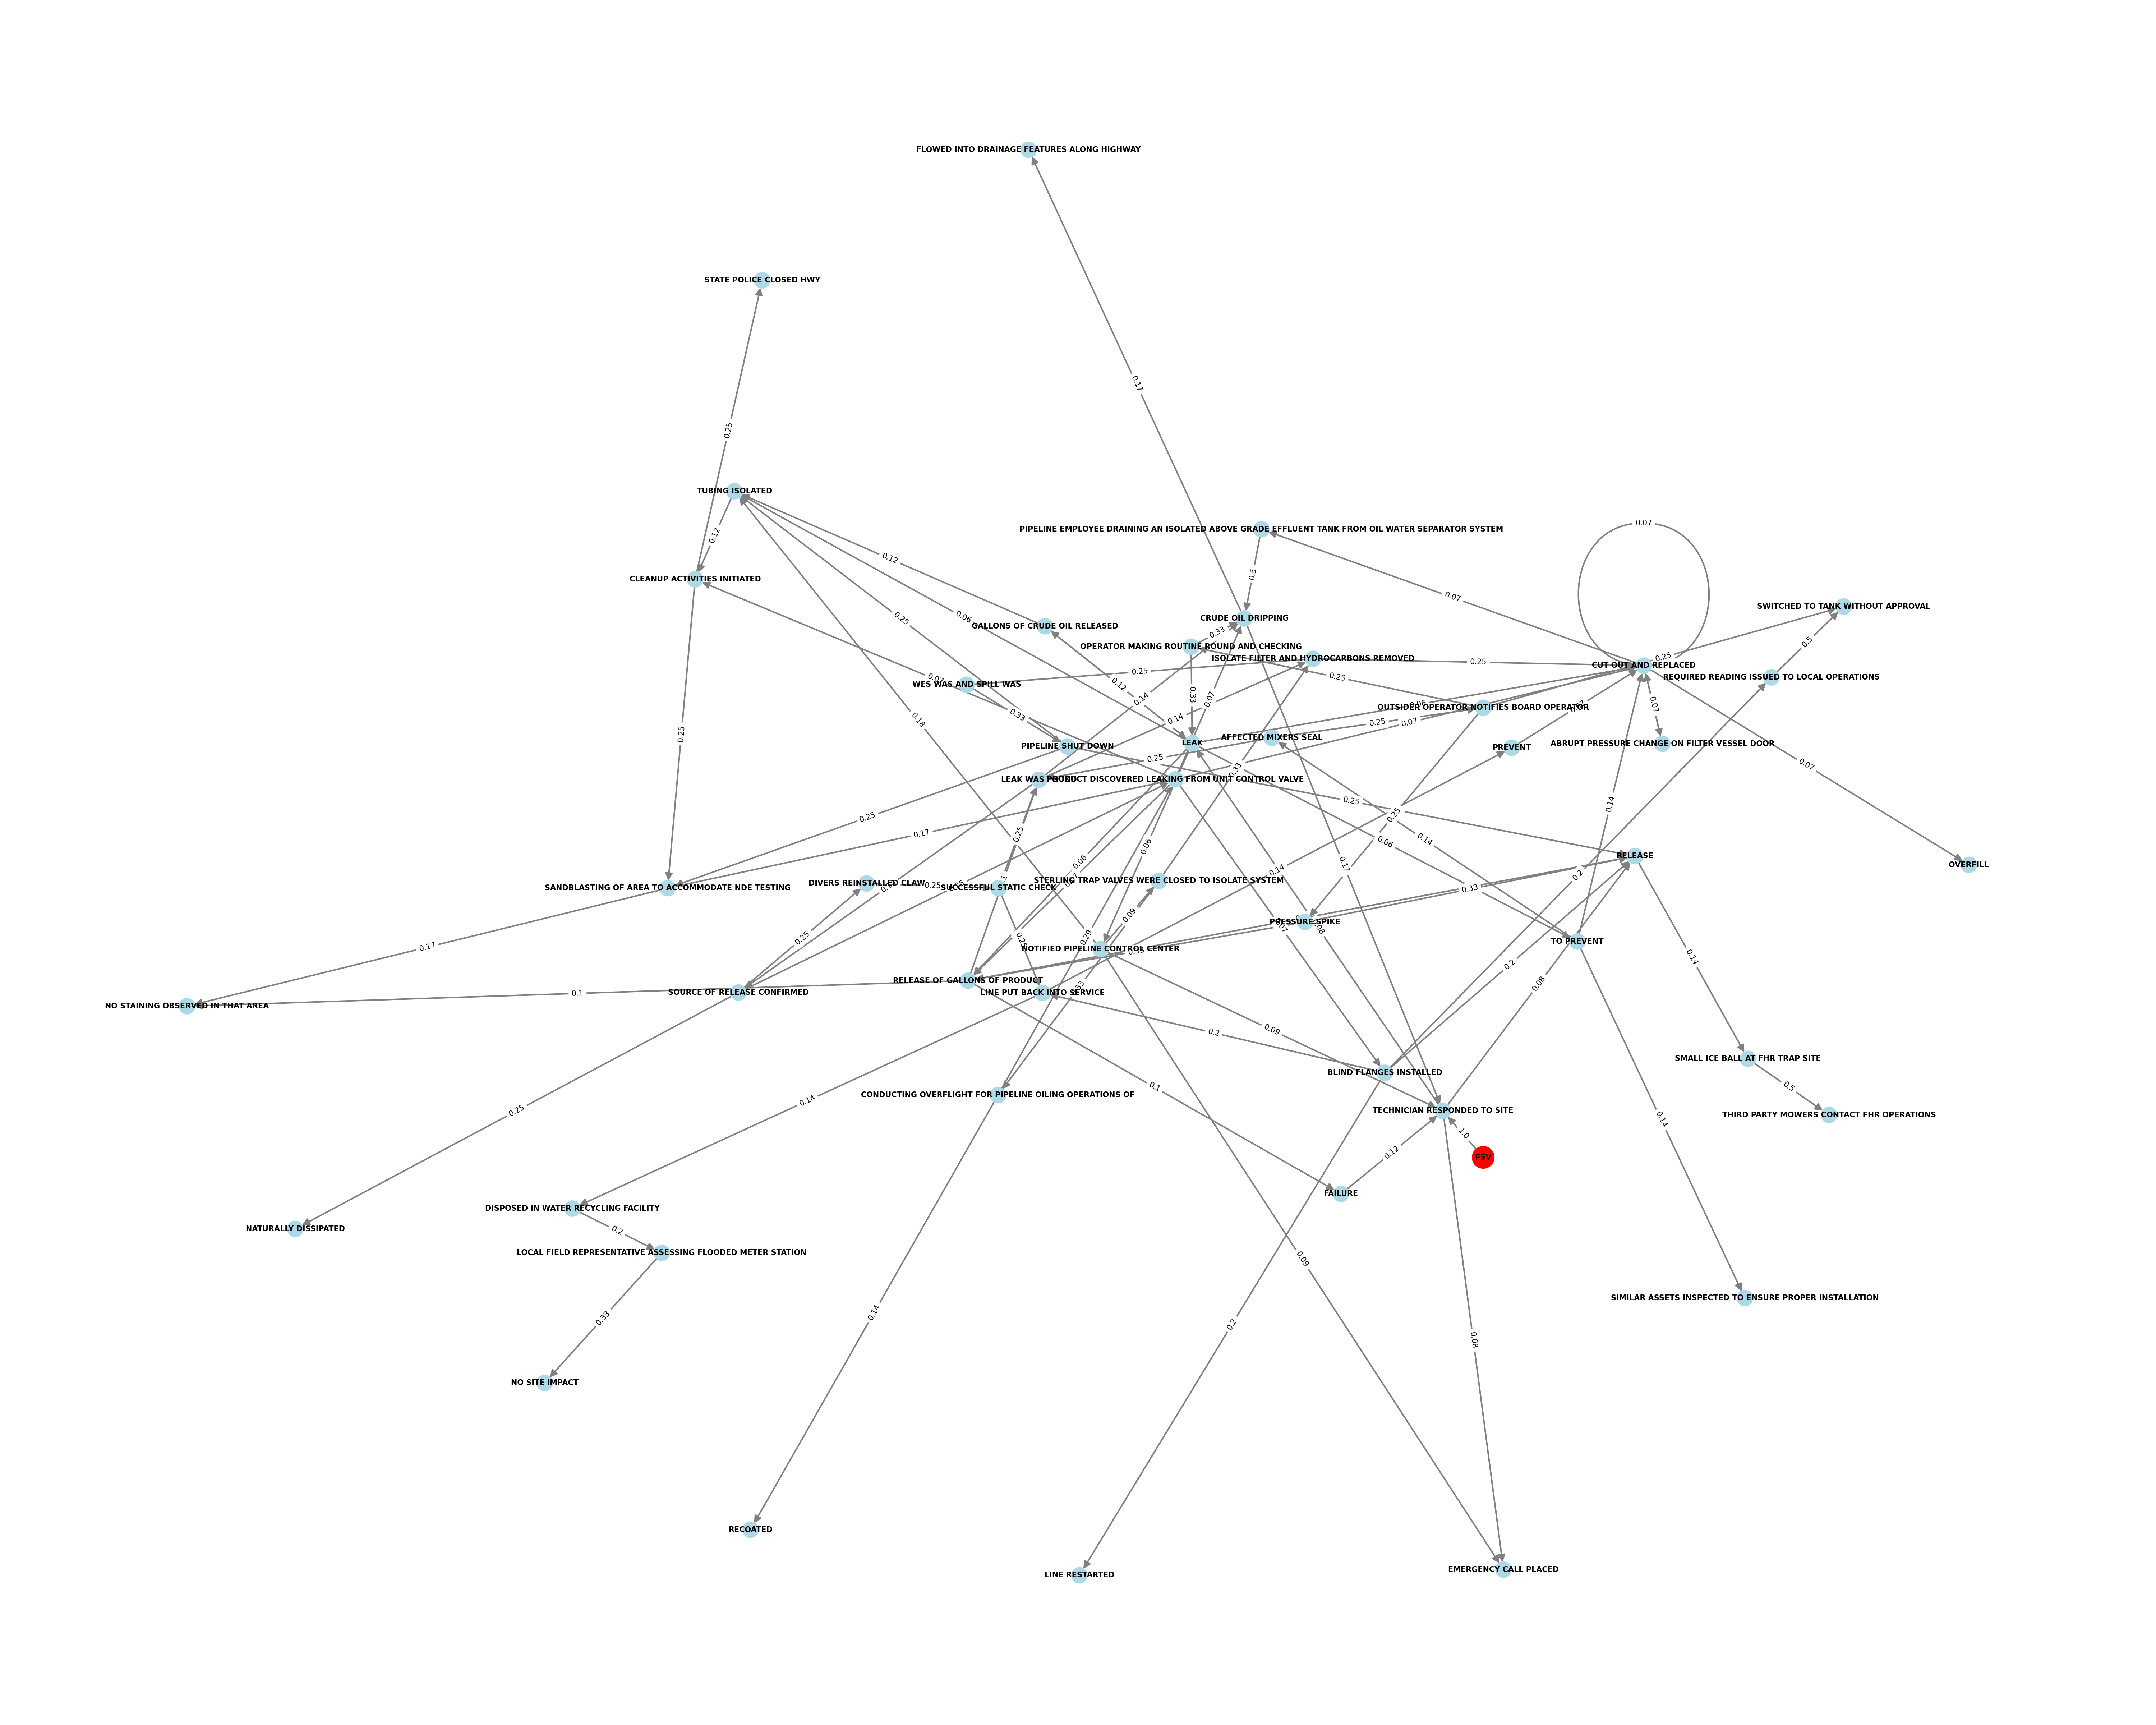 FLOWED INTO DRAINAGE FEATURES ALONG HIGHWAY
STATE POLICE CLOSED HWY
0.17
0.25
TUBING ISOLATED
0.07
PIPELINE EMPLOYEE DRAINING AN ISOLATED ABOVE GRADE EFFLUENT TANK FROM OIL WATER SEPARATOR SYSTEM
0.12
0.12
0.5
CLEANUP ACTIVITIES INITIATED
0.07
SWITCHED TO TANK WITHOUT APPROVAL
0.25
0.06
CRUDE OIL DRIPPING
GALLONS OF CRUDE OIL RELEASED
0.33
0.5
OPERATOR MAKING ROUTINE ROUND AND CHECKING
0.25
ISOLATE FILTER AND HYDROCARBONS REMOVED
0.25
CUT OUT AND REPLACED
0.25
0.25
REQUIRED READING ISSUED TO LOCAL OPERATIONS
0.07
WES WAS AND SPILL WAS
0.12
0.33
0.14
0.07
0.06
0.07
OUTSIDER OPERATOR NOTIFIES BOARD OPERATOR
0.33
0.14
0.18
0.25
0.07
0.25
AFFECTED MIXERS SEAL
LEAK
ABRUPT PRESSURE CHANGE ON FILTER VESSEL DOOR
PIPELINE SHUT DOWN
PREVENT
0.25
0.07
0.33
LEAK WAS FOUND
PRODUCT DISCOVERED LEAKING FROM UNIT CONTROL VALVE
0.25
0.14
0.25
0.25
0.17
0.25
0.14
0.06
0.06
RELEASE
0.06
0.17
OVERFILL
0.14
STERLING TRAP VALVES WERE CLOSED TO ISOLATE SYSTEM
0.2
DIVERS REINSTALLED CLAW
0.25
SUCCESSFUL STATIC CHECK
SANDBLASTING OF AREA TO ACCOMMODATE NDE TESTING
0.33
0.09
PRESSURE SPIKE
0.08
0.25
0.29
TO PREVENT
0.17
NOTIFIED PIPELINE CONTROL CENTER
0.14
0.2
RELEASE OF GALLONS OF PRODUCT
0.08
0.33
0.1
SOURCE OF RELEASE CONFIRMED
LINE PUT BACK INTO SERVICE
NO STAINING OBSERVED IN THAT AREA
0.09
0.2
SMALL ICE BALL AT FHR TRAP SITE
BLIND FLANGES INSTALLED
0.1
0.5
CONDUCTING OVERFLIGHT FOR PIPELINE OILING OPERATIONS OF
0.14
0.25
TECHNICIAN RESPONDED TO SITE
THIRD PARTY MOWERS CONTACT FHR OPERATIONS
0.14
1.0
0.12
PSV
FAILURE
DISPOSED IN WATER RECYCLING FACILITY
NATURALLY DISSIPATED
0.2
LOCAL FIELD REPRESENTATIVE ASSESSING FLOODED METER STATION
0.09
SIMILAR ASSETS INSPECTED TO ENSURE PROPER INSTALLATION
0.14
0.33
0.2
0.08
NO SITE IMPACT
RECOATED
EMERGENCY CALL PLACED
LINE RESTARTED